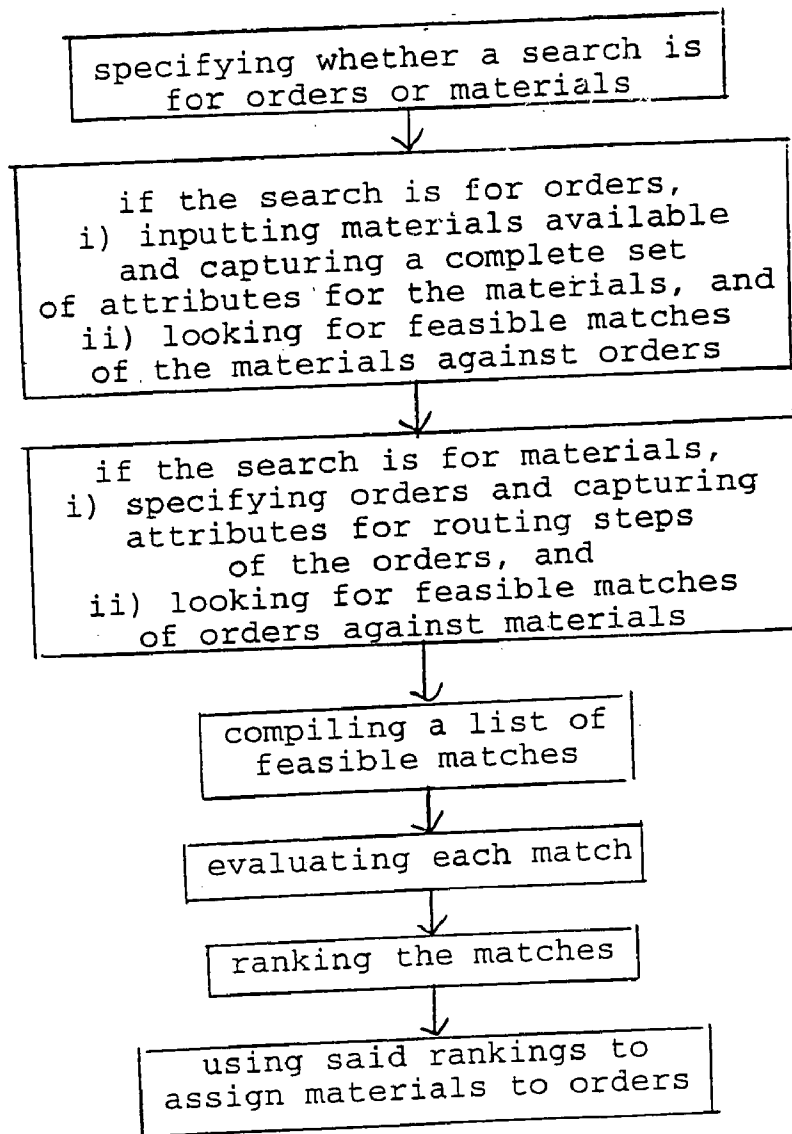 specifying whether a search is
for orders or materials
if the search is for orders,
i) inputting materials available
and capturing a complete set
of attributes for the materials, and
ii) looking for feasible matches
of the materials against orders
if the search is for materials,
i) specifying orders and capturing
attributes for routing steps
of the orders, and
ii) looking for feasible matches
of orders against materials
compiling a list of
feasible matches
evaluating each match
ranking the matches
using said rankings to
assign materials to orders